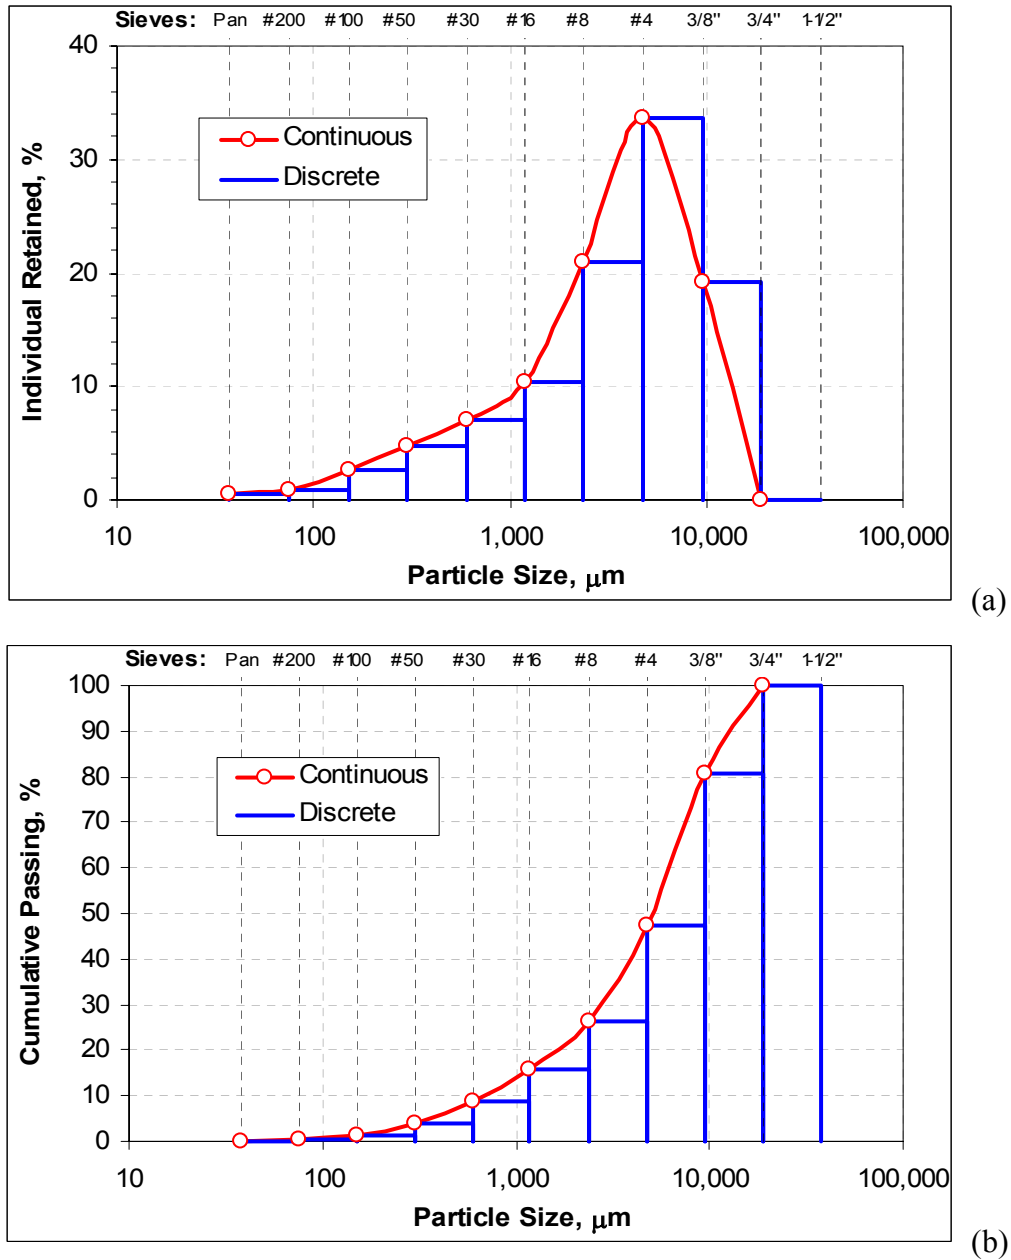 Sieves: Pan #200 #100 #50 #30 #16 #8 #4 3/8" 3/4" 1-1/2"
40
30
20
10
0
Individual Retained, %
Continuous
Discrete
10 100 1,000 10,000 100,000
Particle Size, μm
(a)
Sieves: Pan #200 #100 #50 #30 #16 #8 #4 3/8" 3/4" 1-1/2"
100
90
80
70
60
50
40
30
20
10
0
Cumulative Passing, %
Continuous
Discrete
10 100 1,000 10,000 100,000
Particle Size, μm
(b)